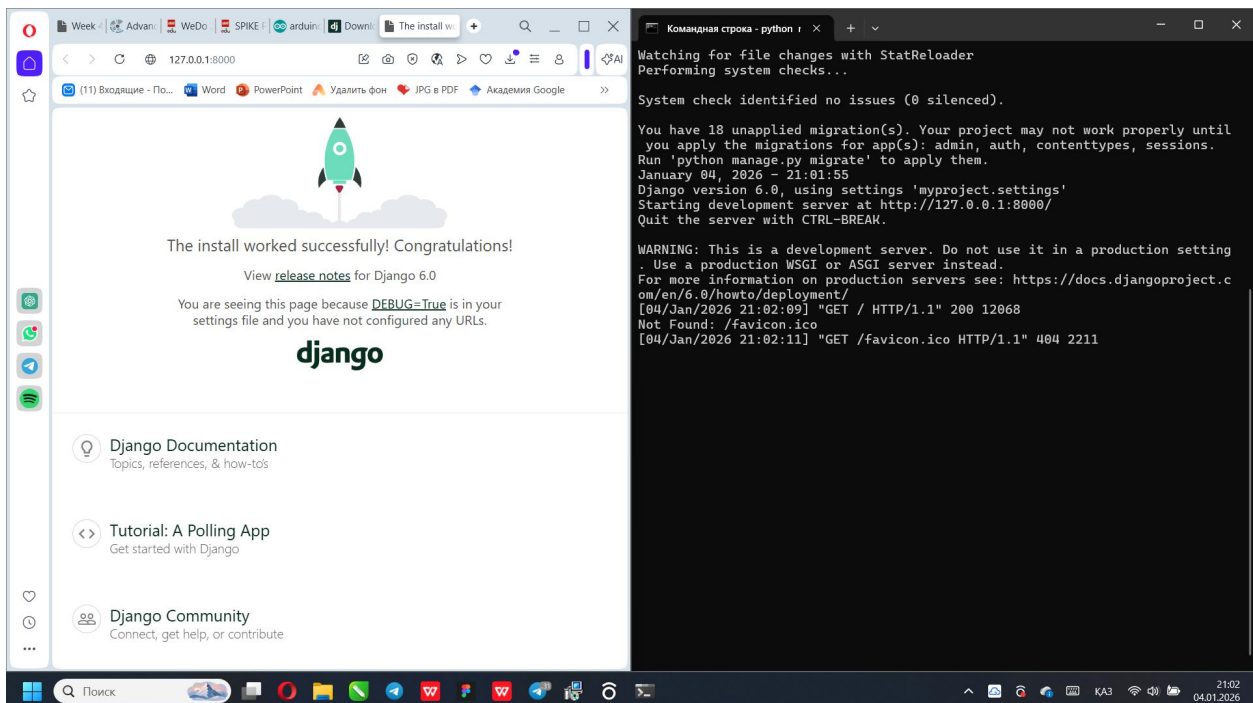 Week 4
Advanc
WeDo
SPIKE F
arduino
Downl
The install wo
127.0.0.1:8000
AI
(11) Входящие - По...
Word
PowerPoint
Удалить фон
JPG в PDF
Академия Google
The install worked successfully! Congratulations!
View release notes for Django 6.0
You are seeing this page because DEBUG=True is in your
settings file and you have not configured any URLs.
django
Django Documentation
Topics, references, & how-to's
Tutorial: A Polling App
Get started with Django
Django Community
Connect, get help, or contribute
Командная строка - python
Watching for file changes with StatReloader
Performing system checks...
System check identified no issues (0 silenced).
You have 18 unapplied migration(s). Your project may not work properly until
you apply the migrations for app(s): admin, auth, contenttypes, sessions.
Run 'python manage.py migrate' to apply them.
January 04, 2026 - 21:01:55
Django version 6.0, using settings 'myproject.settings'
Starting development server at http://127.0.0.1:8000/
Quit the server with CTRL-BREAK.
WARNING: This is a development server. Do not use it in a production setting
. Use a production WSGI or ASGI server instead.
For more information on production servers see: https://docs.djangoproject.c
om/en/6.0/howto/deployment/
[04/Jan/2026 21:02:09] "GET / HTTP/1.1" 200 12068
Not Found: /favicon.ico
[04/Jan/2026 21:02:11] "GET /favicon.ico HTTP/1.1" 404 2211
Поиск
ҚАЗ
21:02
04.01.2026